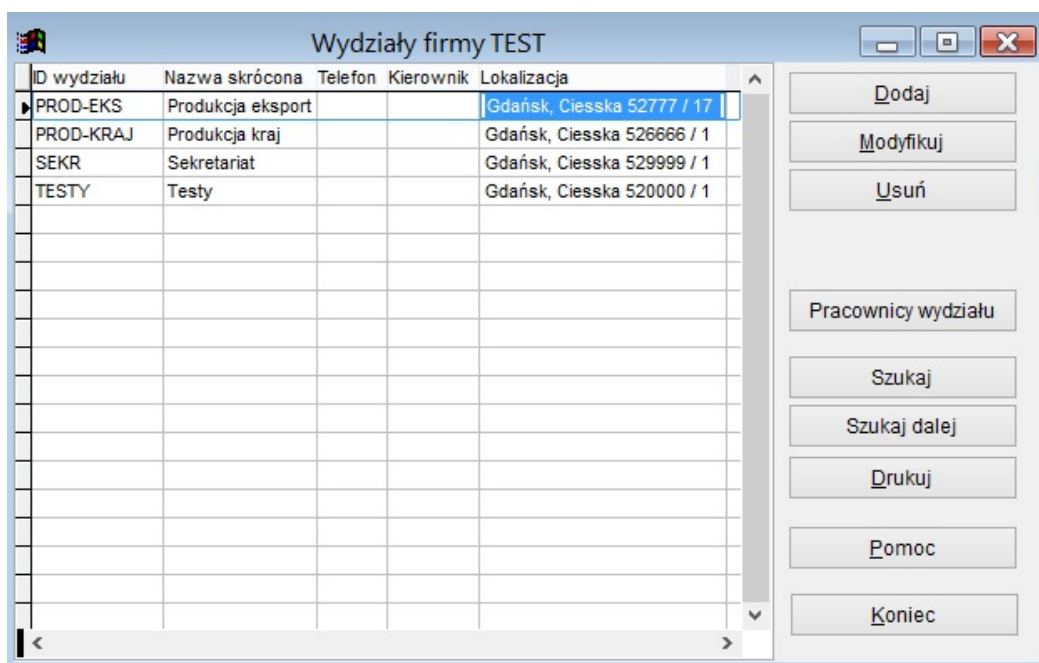 Wydziały firmy TEST
ID wydziału Nazwa skrócona Telefon Kierownik Lokalizacja
PROD-EKS Produkcja eksport Gdańsk, Ciesska 52777 / 17
PROD-KRAJ Produkcja kraj Gdańsk, Ciesska 526666 / 1
SEKR Sekretariat Gdańsk, Ciesska 529999 / 1
TESTY Testy Gdańsk, Ciesska 520000 / 1
Dodaj
Modyfikuj
Usuń
Pracownicy wydziału
Szukaj
Szukaj dalej
Drukuj
Pomoc
Koniec